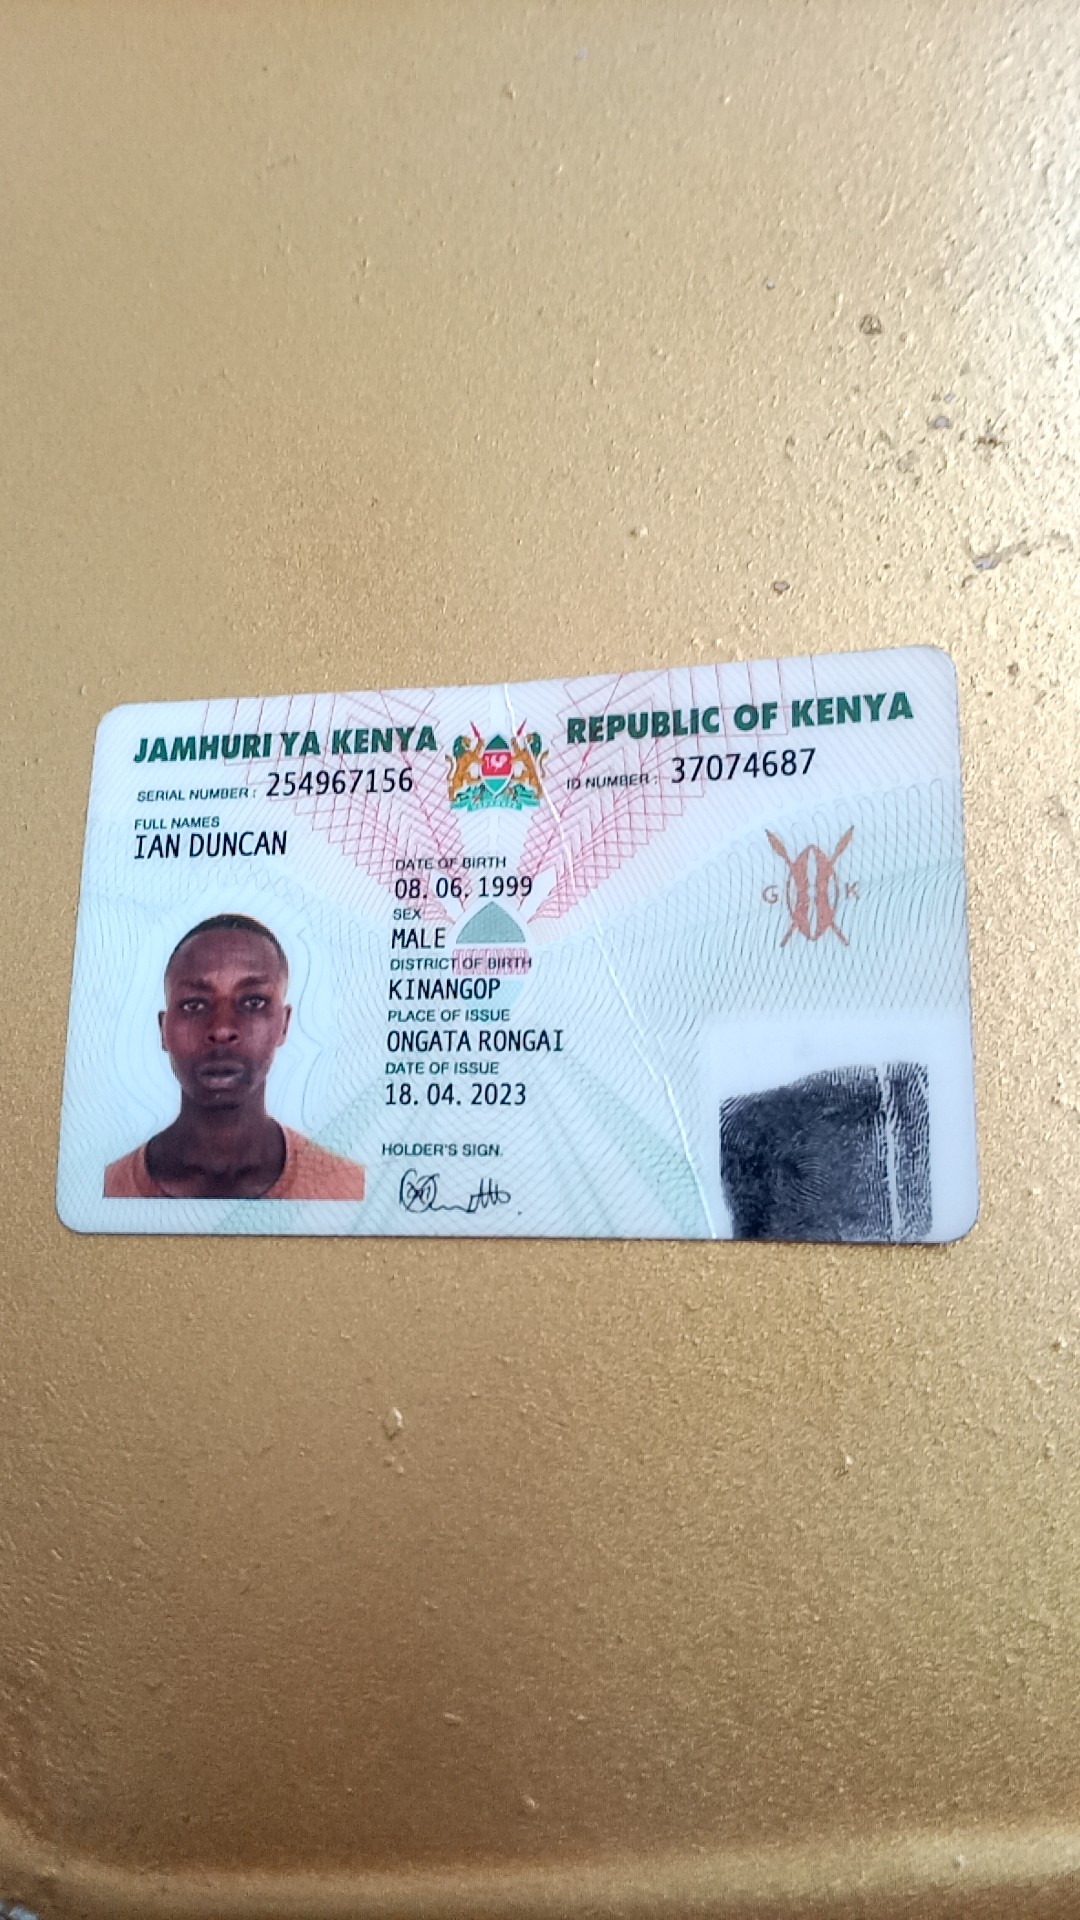 JAMHURI YA KENYA
REPUBLIC OF KENYA
SERIAL NUMBER: 254967156
ID NUMBER: 37074687
FULL NAMES
IAN DUNCAN
DATE OF BIRTH
08. 06. 1999
SEX
MALE
DISTRICT OF BIRTH
KINANGOP
PLACE OF ISSUE
ONGATA RONGAI
DATE OF ISSUE
18. 04. 2023
HOLDER'S SIGN.
G K